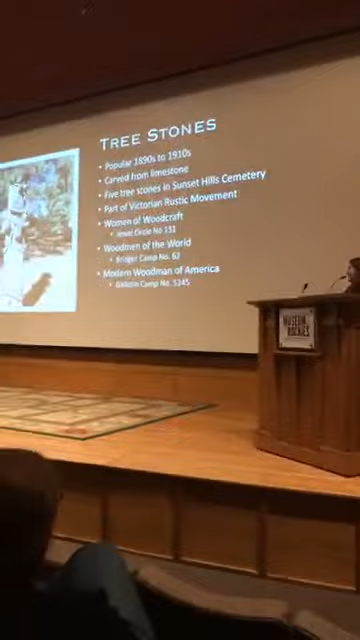 TREE STONES
• Popular 1890s to 1910s
• Carved from limestone
• Five tree stones in Sunset Hills Cemetery
• Part of Victorian Rustic Movement
• Women of Woodcraft
• Jewel Circle No 131
• Woodmen of the World
• Bridger Camp No. 62
• Modern Woodman of America
• Gallatin Camp No. 5245
MUSEUM
ROCKIES